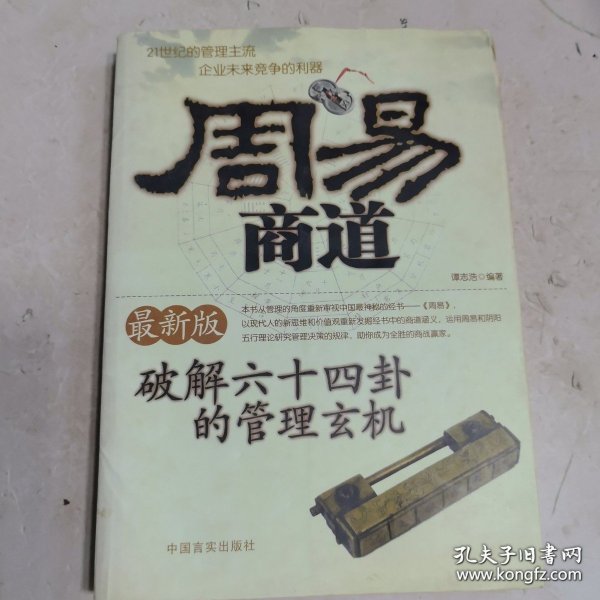 21世纪的管理主流
企业未来竞争的利器
周易
商道
谭志浩◎编著
最新版
本书从管理的角度重新审视中国最神秘的经书——《周易》，
以现代人的新思维和价值观重新发掘经书中的商道涵义，运用周易和阴阳
五行理论研究管理决策的规律，助你成为全胜的商战赢家。
破解六十四卦
的管理玄机
中国言实出版社
孔夫子旧书网
www.kongfz.com